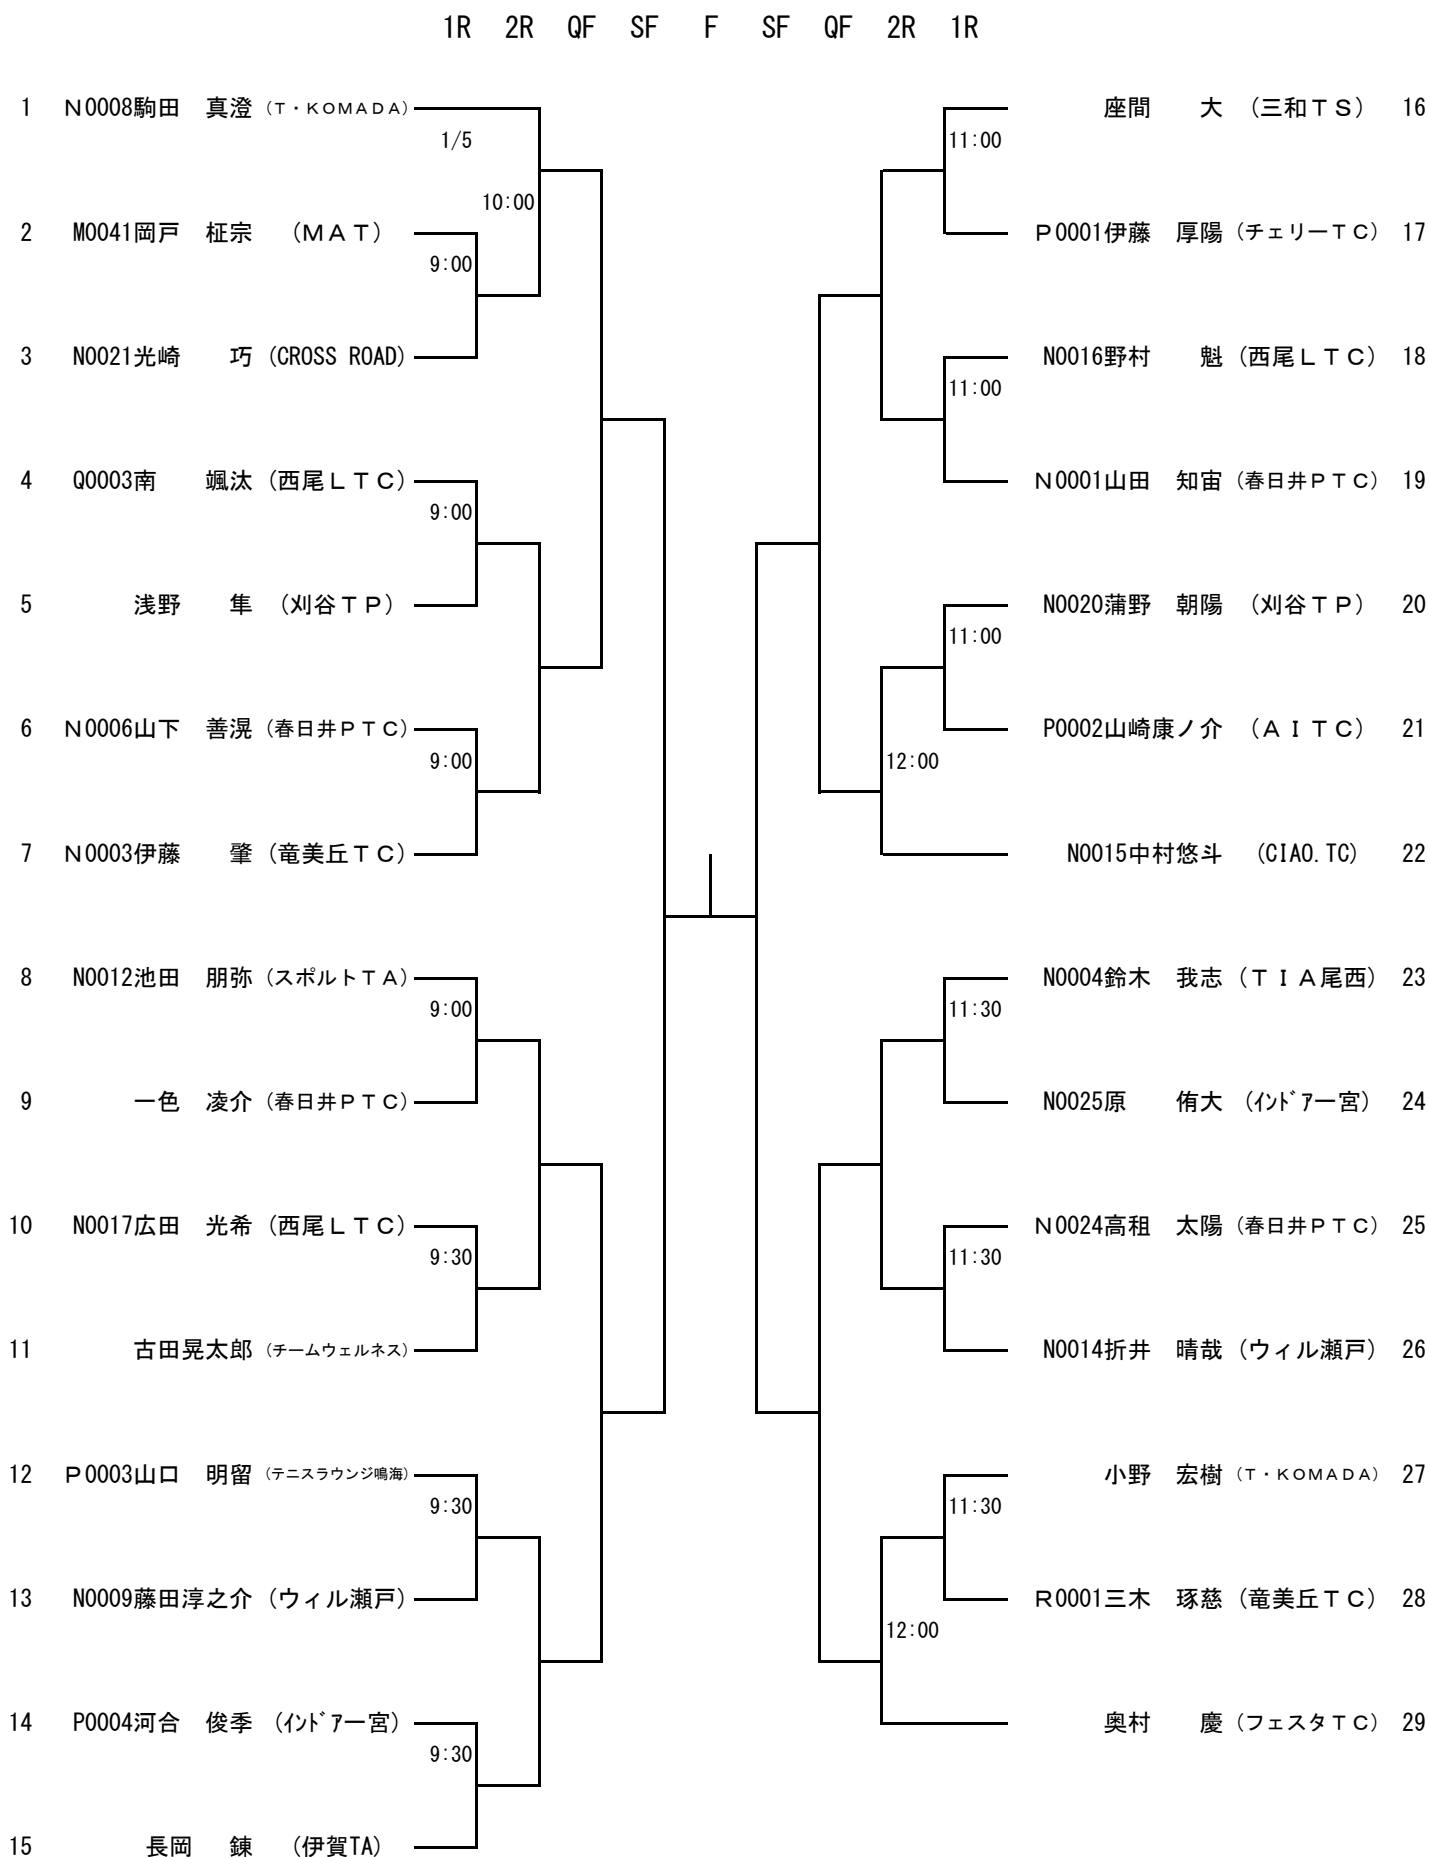 1R 2R QF SF F SF QF 2R 1R
1 N0008駒田 真澄 (T・KOMADA)
座間 大 (三和TS) 16
1/5
11:00
10:00
2 M0041岡戸 柾宗 (MAT)
P0001伊藤 厚陽 (チェリーTC) 17
9:00
3 N0021光崎 巧 (CROSS ROAD)
N0016野村 魁 (西尾LTC) 18
11:00
4 Q0003南 颯汰 (西尾LTC)
N0001山田 知宙 (春日井PTC) 19
9:00
5 浅野 隼 (刈谷TP)
N0020蒲野 朝陽 (刈谷TP) 20
11:00
6 N0006山下 善滉 (春日井PTC)
P0002山崎康ノ介 (AITC) 21
9:00
12:00
7 N0003伊藤 肇 (竜美丘TC)
N0015中村悠斗 (CIAO.TC) 22
8 N0012池田 朋弥 (スポルトTA)
N0004鈴木 我志 (TIA尾西) 23
9:00
11:30
9 一色 凌介 (春日井PTC)
N0025原 侑大 (インドアー宮) 24
10 N0017広田 光希 (西尾LTC)
N0024高租 太陽 (春日井PTC) 25
9:30
11:30
11 古田晃太郎 (チームウェルネス)
N0014折井 晴哉 (ウィル瀬戸) 26
12 P0003山口 明留 (テニスラウンジ鳴海)
小野 宏樹 (T・KOMADA) 27
9:30
11:30
13 N0009藤田淳之介 (ウィル瀬戸)
R0001三木 琢慈 (竜美丘TC) 28
12:00
14 P0004河合 俊季 (インドアー宮)
奥村 慶 (フェスタTC) 29
9:30
15 長岡 錬 (伊賀TA)